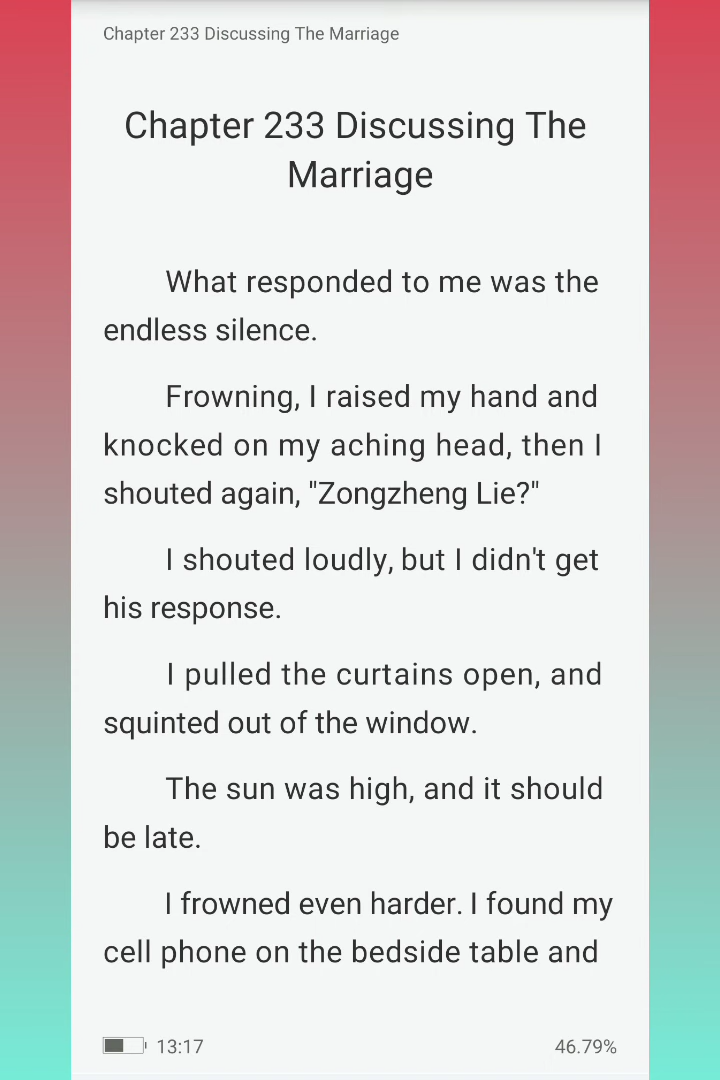 Chapter 233 Discussing The Marriage
Chapter 233 Discussing The
Marriage
What responded to me was the
endless silence.
Frowning, I raised my hand and
knocked on my aching head, then I
shouted again, "Zongzheng Lie?"
I shouted loudly, but I didn't get
his response.
I pulled the curtains open, and
squinted out of the window.
The sun was high, and it should
be late.
I frowned even harder. I found my
cell phone on the bedside table and
13:17
46.79%